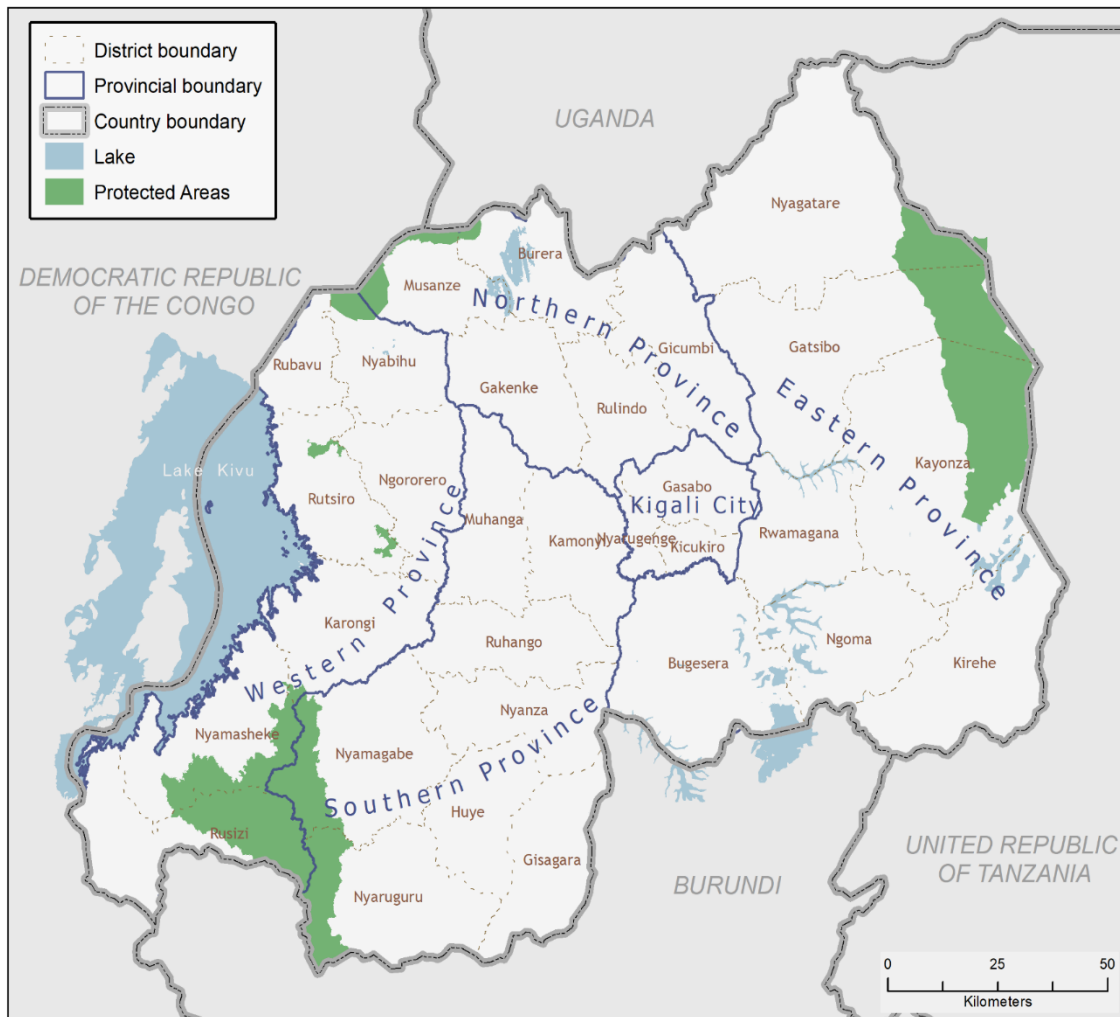 District boundary
Provincial boundary
Country boundary
Lake
Protected Areas
UGANDA
Nyagatare
Burera
DEMOCRATIC REPUBLIC
OF THE CONGO
Musanze
Northern Province
Rubavu
Nyabihu
Gicumbi
Gatsibo
Gakenke
Rulindo
Eastern Province
Lake Kivu
Ngororero
Kayonza
Rutsiro
Gasabo
Kigali City
Muhanga
Kamonyi
Nyarugenge
Kicukiro
Rwamagana
Karongi
Western Province
Ruhango
Ngoma
Bugesera
Kirehe
Nyanza
Nyamasheke
Nyamagabe
Southern Province
Huye
Rusizi
Gisagara
Nyaruguru
BURUNDI
UNITED REPUBLIC
OF TANZANIA
0 25 50
Kilometers